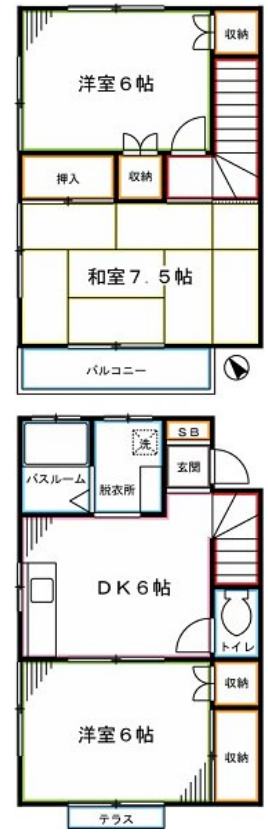 収納
洋室6帖
押入
収納
和室7.5帖
バルコニー
SB
洗
玄関
バスルーム
脱衣所
DK6帖
トイレ
収納
洋室6帖
収納
テラス